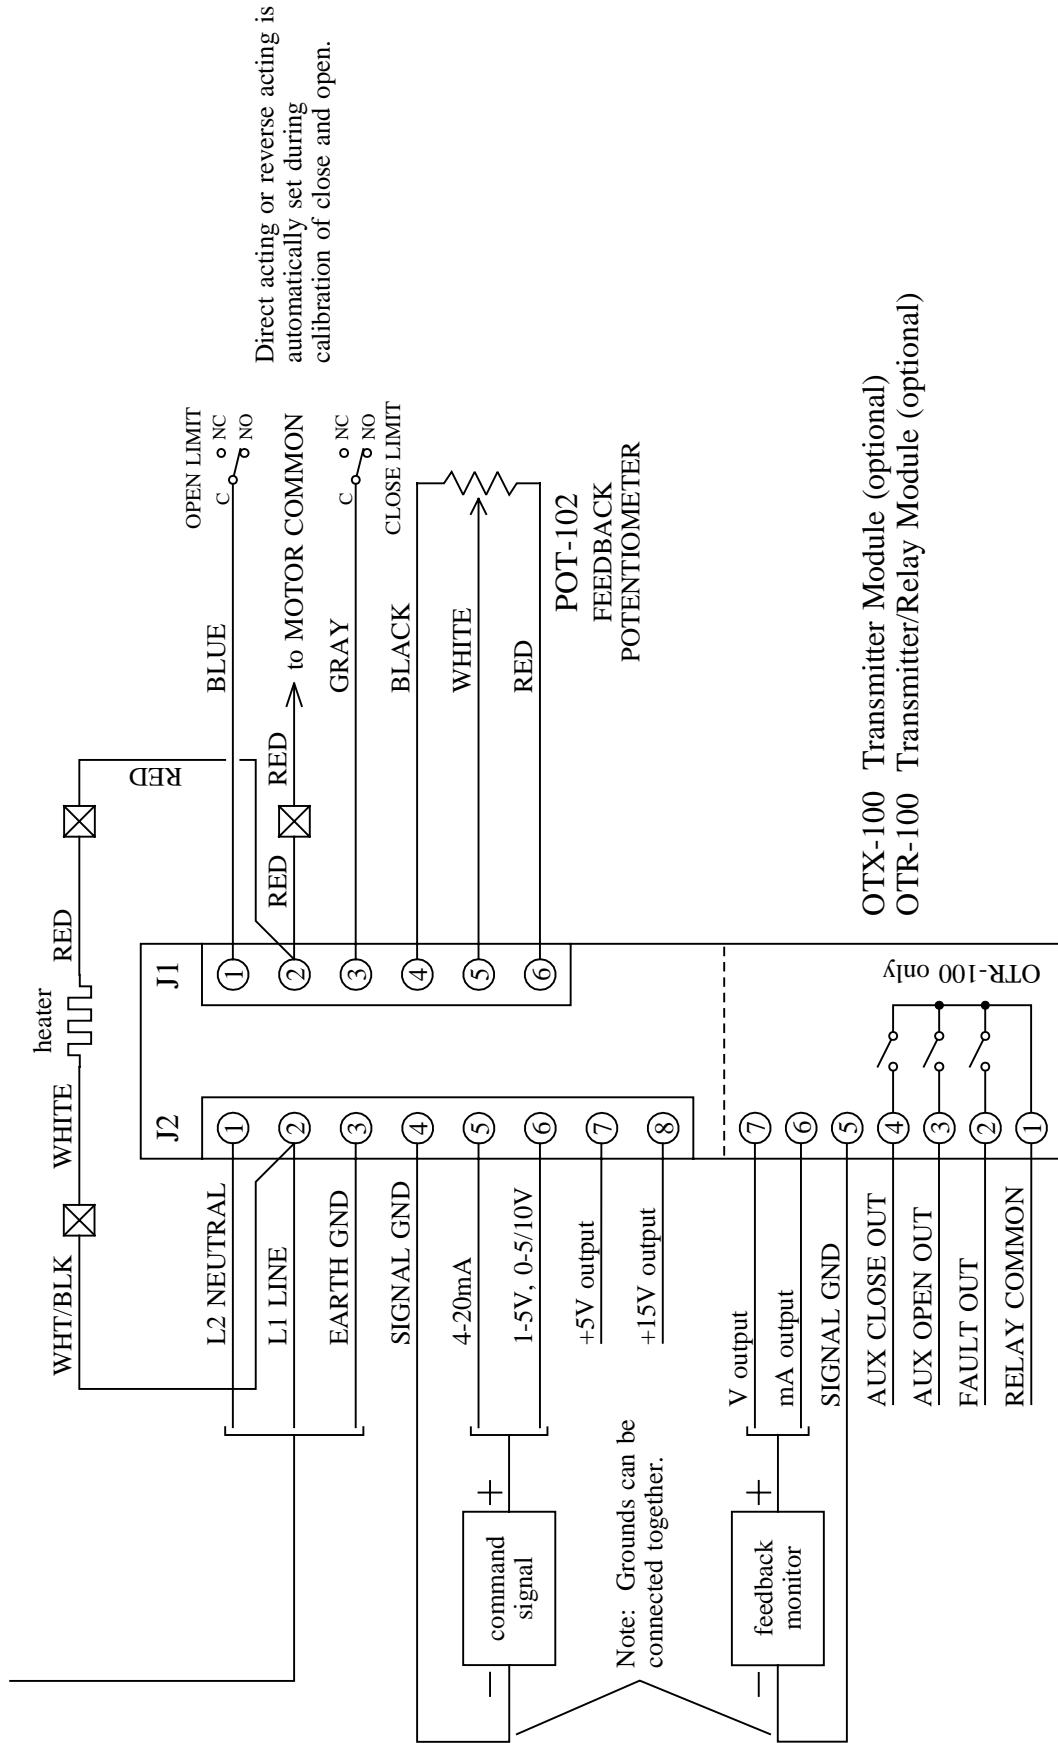 heater
WHT/BLK
WHITE
RED
RED
J2
J1
L2 NEUTRAL
1
L1 LINE
2
EARTH GND
3
SIGNAL GND
4
4-20mA
5
1-5V, 0-5/10V
6
+5V output
7
+15V output
8
1
BLUE
2
RED
RED
to MOTOR COMMON
3
GRAY
4
BLACK
5
WHITE
6
RED
OPEN LIMIT
C
NC
NO
C
NC
NO
CLOSE LIMIT
POT-102
FEEDBACK
POTENTIOMETER
Direct acting or reverse acting is
automatically set during
calibration of close and open.
−
+
command
signal
Note: Grounds can be
connected together.
−
+
feedback
monitor
V output
7
mA output
6
SIGNAL GND
5
AUX CLOSE OUT
4
AUX OPEN OUT
3
FAULT OUT
2
RELAY COMMON
1
OTR-100 only
OTX-100 Transmitter Module (optional)
OTR-100 Transmitter/Relay Module (optional)